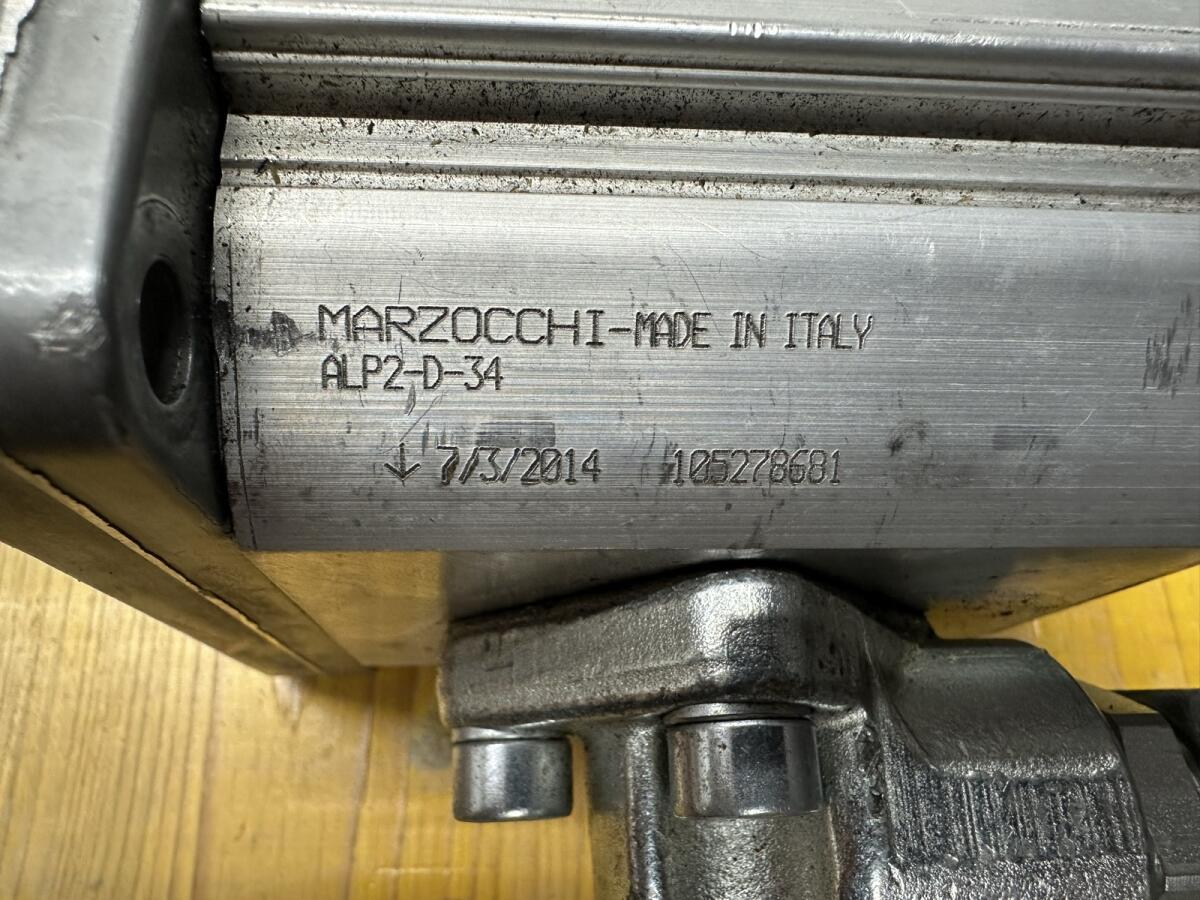 MARZOCCHI-MADE IN ITALY
ALP2-D-34
↓ 7/3/2014 105278681